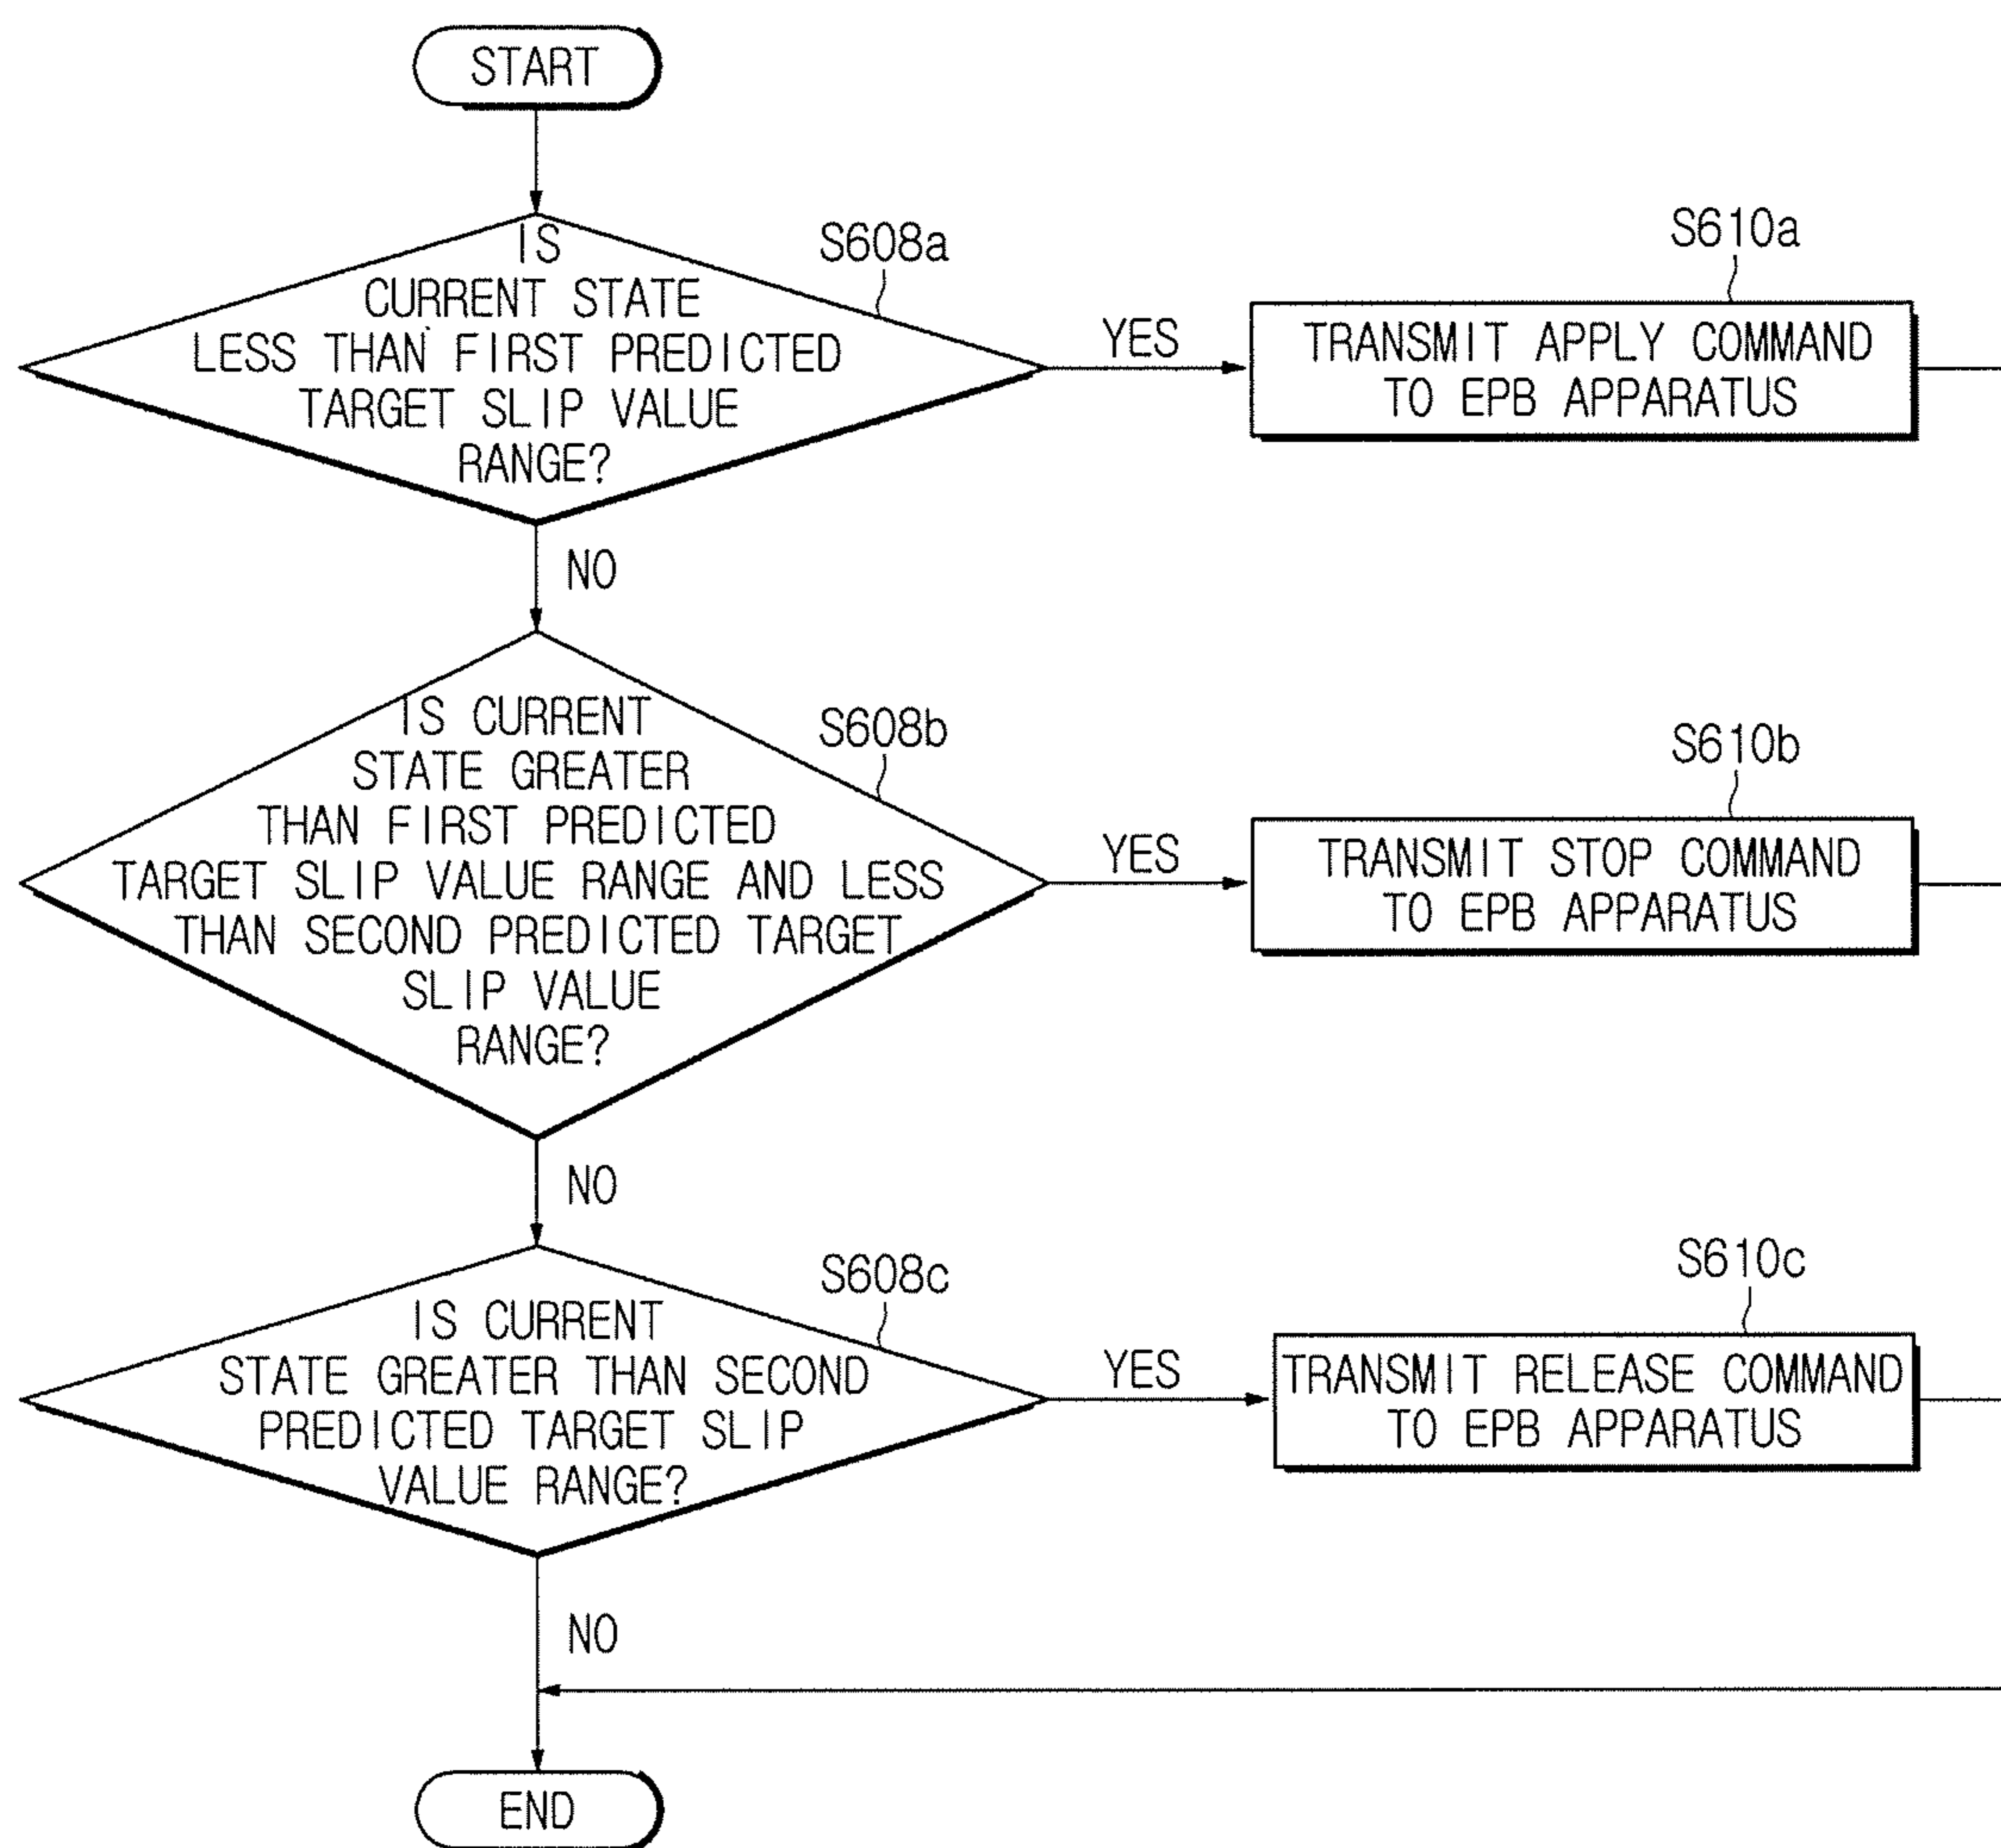 START
IS
CURRENT STATE
LESS THAN FIRST PREDICTED
TARGET SLIP VALUE
RANGE?
S608a
YES
S610a
TRANSMIT APPLY COMMAND
TO EPB APPARATUS
NO
IS CURRENT
STATE GREATER
THAN FIRST PREDICTED
TARGET SLIP VALUE RANGE AND LESS
THAN SECOND PREDICTED TARGET
SLIP VALUE
RANGE?
S608b
YES
S610b
TRANSMIT STOP COMMAND
TO EPB APPARATUS
NO
IS CURRENT
STATE GREATER THAN SECOND
PREDICTED TARGET SLIP
VALUE RANGE?
S608c
YES
S610c
TRANSMIT RELEASE COMMAND
TO EPB APPARATUS
NO
END